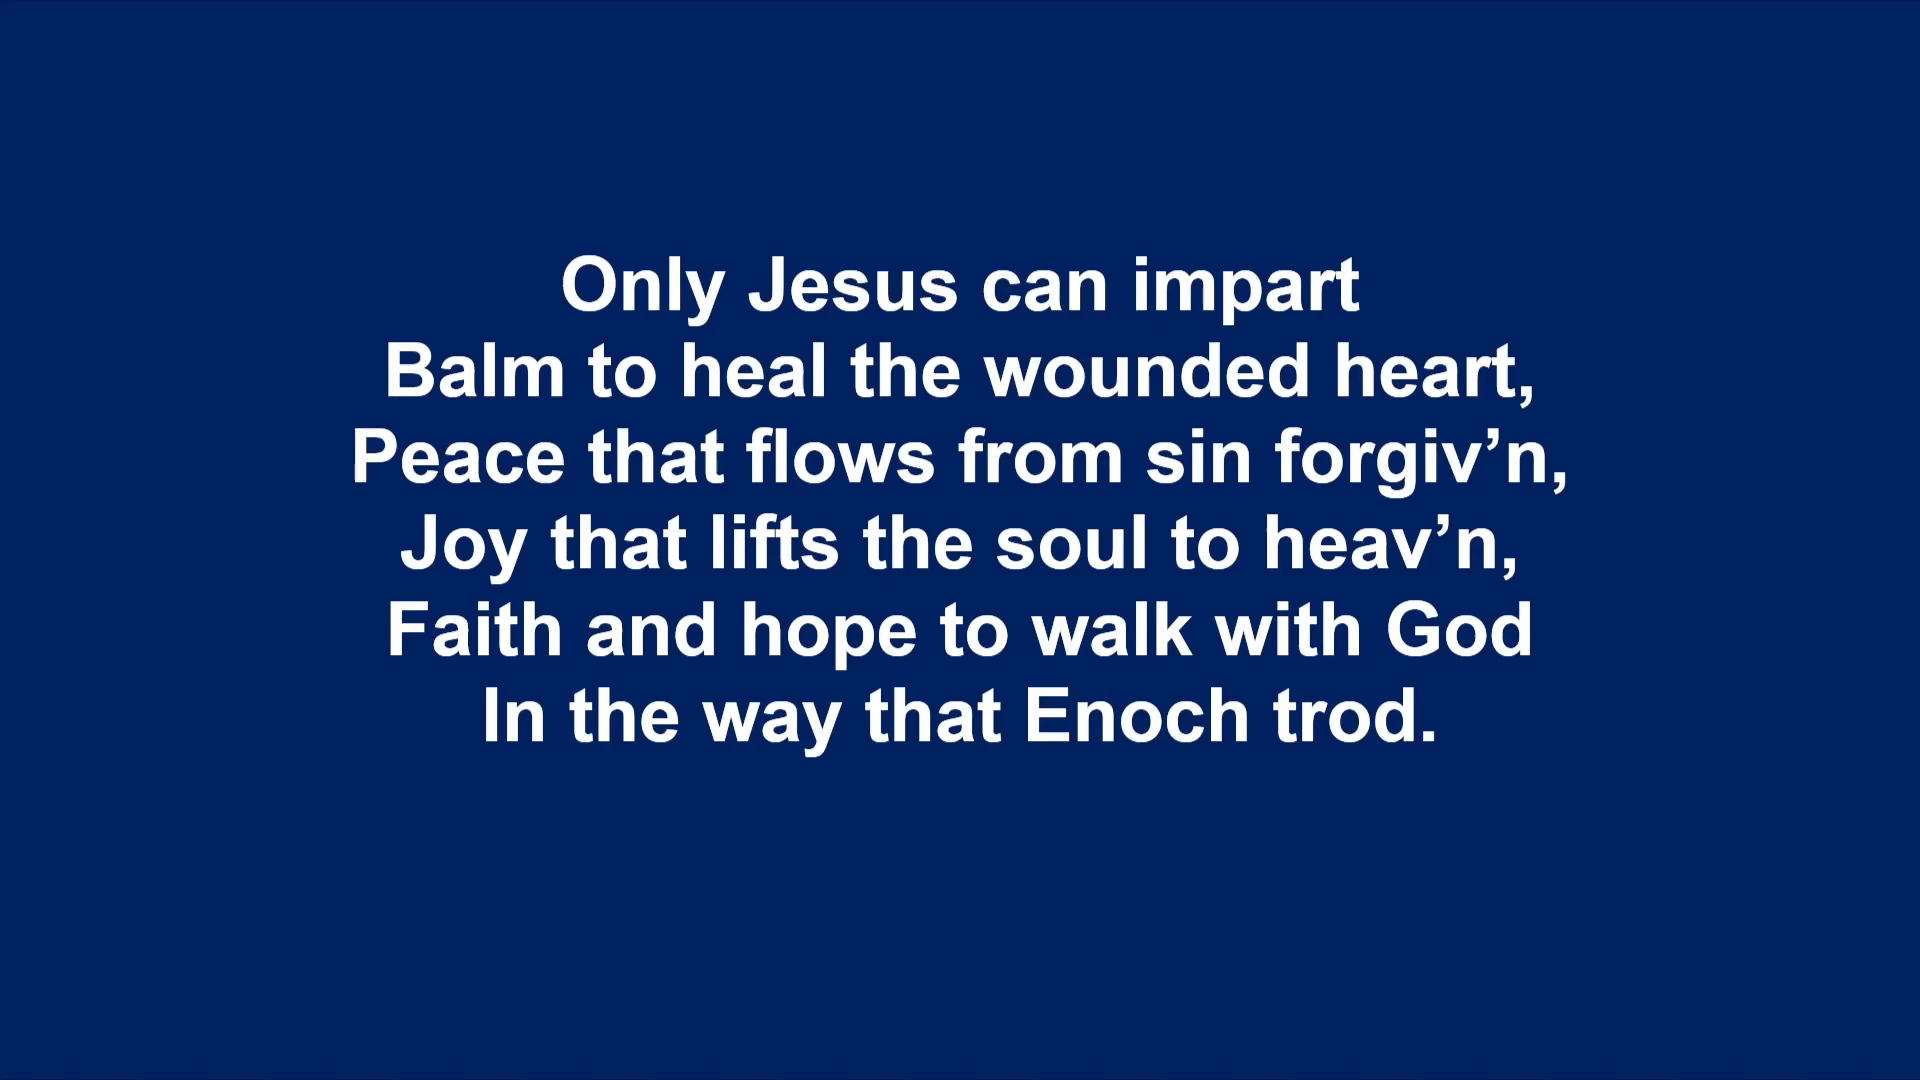 Only Jesus can impart
Balm to heal the wounded heart,
Peace that flows from sin forgiv’n,
Joy that lifts the soul to heav’n,
Faith and hope to walk with God
In the way that Enoch trod.